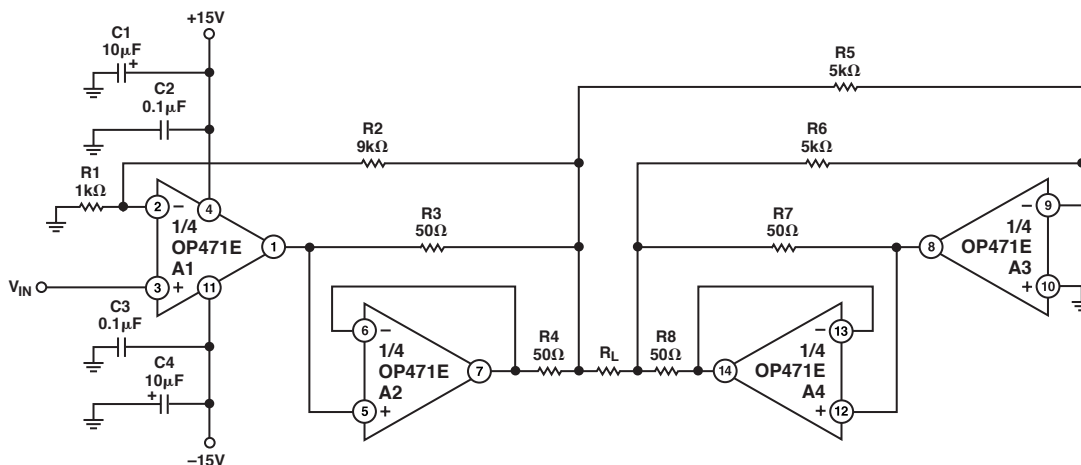 +15V
C1
10µF
+
C2
0.1µF
R5
5kΩ
R2
9kΩ
R6
5kΩ
R1
1kΩ
2
−
4
1/4
OP471E
A1
1
3
+
11
VIN
R3
50Ω
R7
50Ω
8
−
9
1/4
OP471E
A3
+
10
C3
0.1µF
C4
+
10µF
−15V
6
−
1/4
OP471E
A2
7
5
+
R4
50Ω
RL
R8
50Ω
14
−
13
1/4
OP471E
A4
+
12